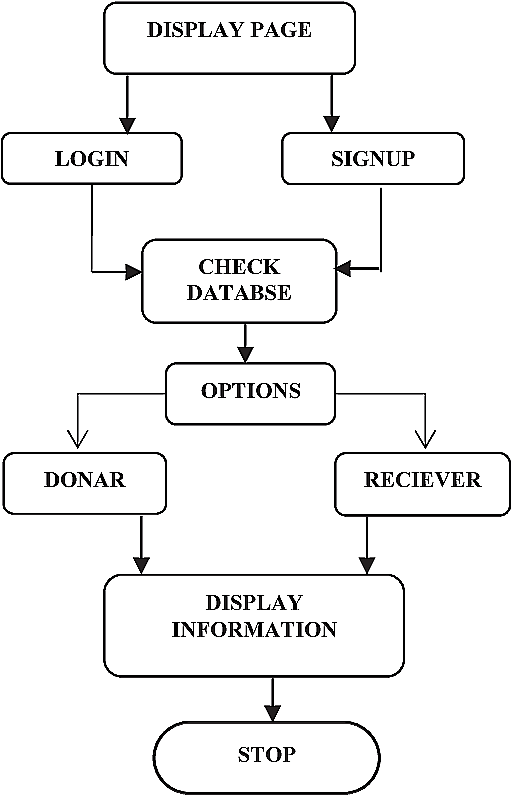 DISPLAY PAGE
LOGIN
SIGNUP
CHECK
DATABSE
OPTIONS
DONAR
RECIEVER
DISPLAY
INFORMATION
STOP